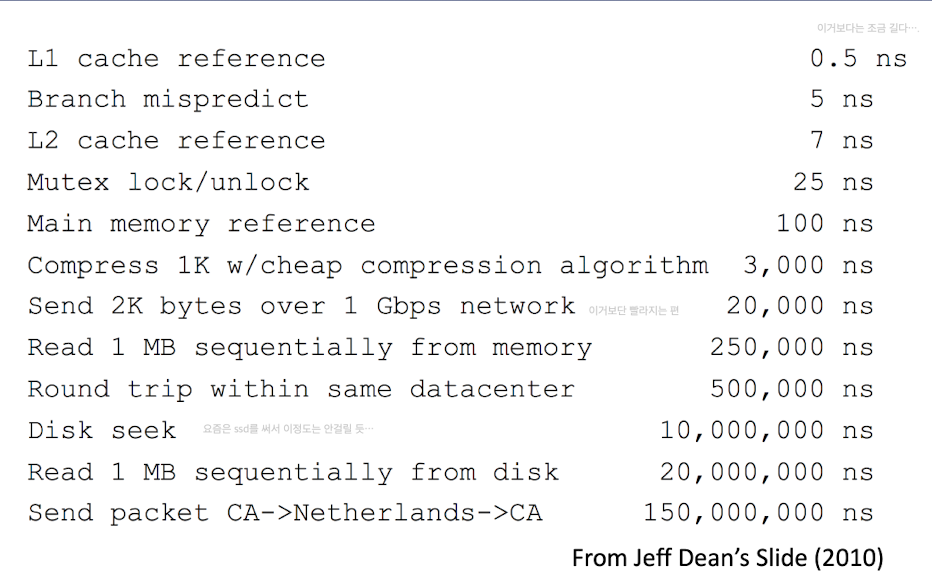 이거보다는 조금 길다….
L1 cache reference 0.5 ns
Branch mispredict 5 ns
L2 cache reference 7 ns
Mutex lock/unlock 25 ns
Main memory reference 100 ns
Compress 1K w/cheap compression algorithm 3,000 ns
Send 2K bytes over 1 Gbps network 이거보단 빨라지는 편 20,000 ns
Read 1 MB sequentially from memory 250,000 ns
Round trip within same datacenter 500,000 ns
Disk seek 요즘은 ssd를 써서 이정도는 안걸릴 듯… 10,000,000 ns
Read 1 MB sequentially from disk 20,000,000 ns
Send packet CA->Netherlands->CA 150,000,000 ns
From Jeff Dean’s Slide (2010)